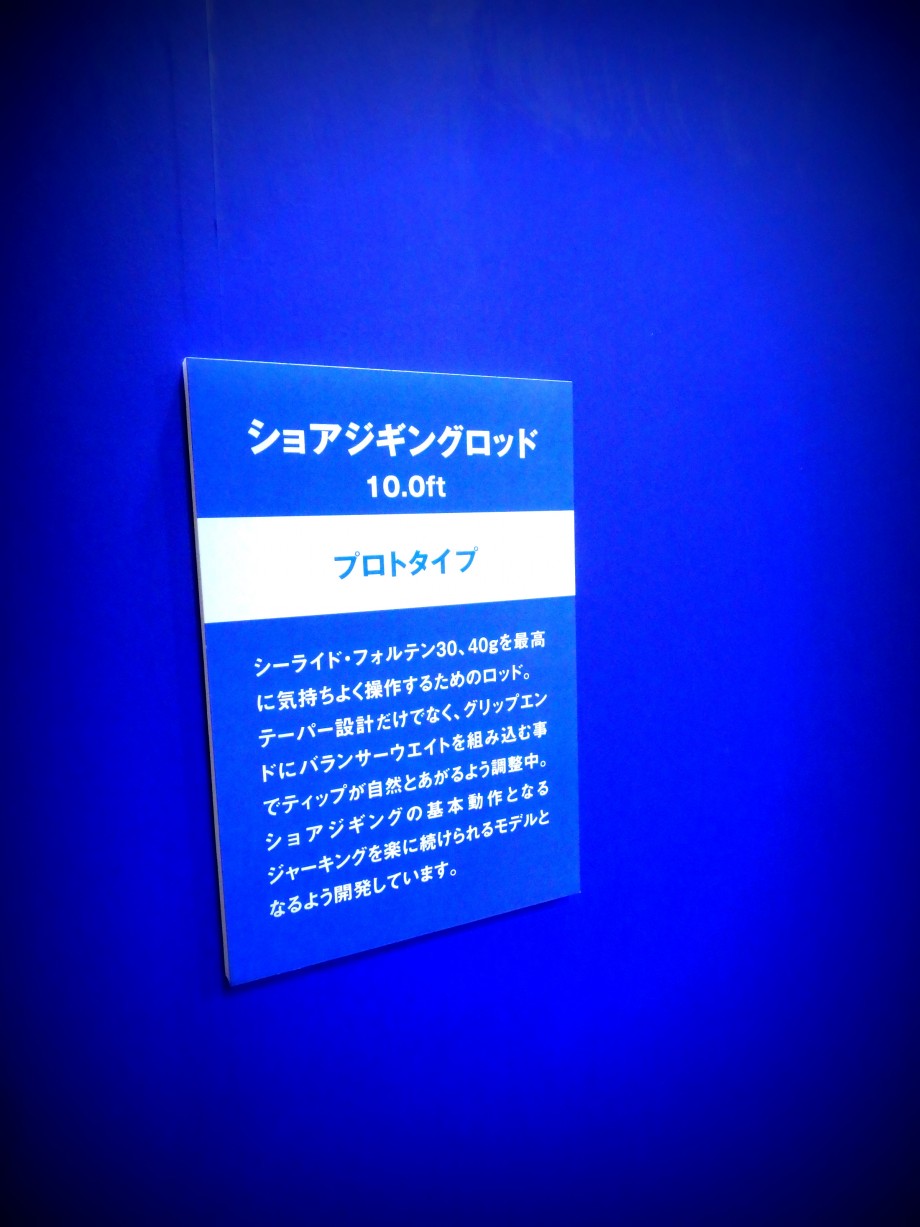 ショアジギングロッド
10.0ft
プロトタイプ
シーライド・フォルテン30、40gを最高
に気持ちよく操作するためのロッド。
テーパー設計だけでなく、グリップエン
ドにバランサーウエイトを組み込む事
でティップが自然とあがるよう調整中。
ショアジギングの基本動作となる
ジャーキングを楽に続けられるモデルと
なるよう開発しています。